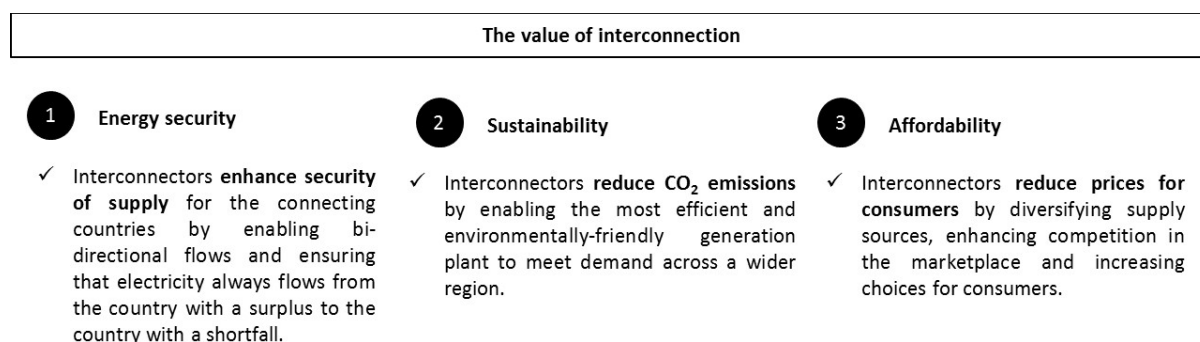 The value of interconnection
1 Energy security
✓ Interconnectors enhance security
of supply for the connecting
countries by enabling bi-
directional flows and ensuring
that electricity always flows from
the country with a surplus to the
country with a shortfall.
2 Sustainability
✓ Interconnectors reduce CO₂ emissions
by enabling the most efficient and
environmentally-friendly generation
plant to meet demand across a wider
region.
3 Affordability
✓ Interconnectors reduce prices for
consumers by diversifying supply
sources, enhancing competition in
the marketplace and increasing
choices for consumers.